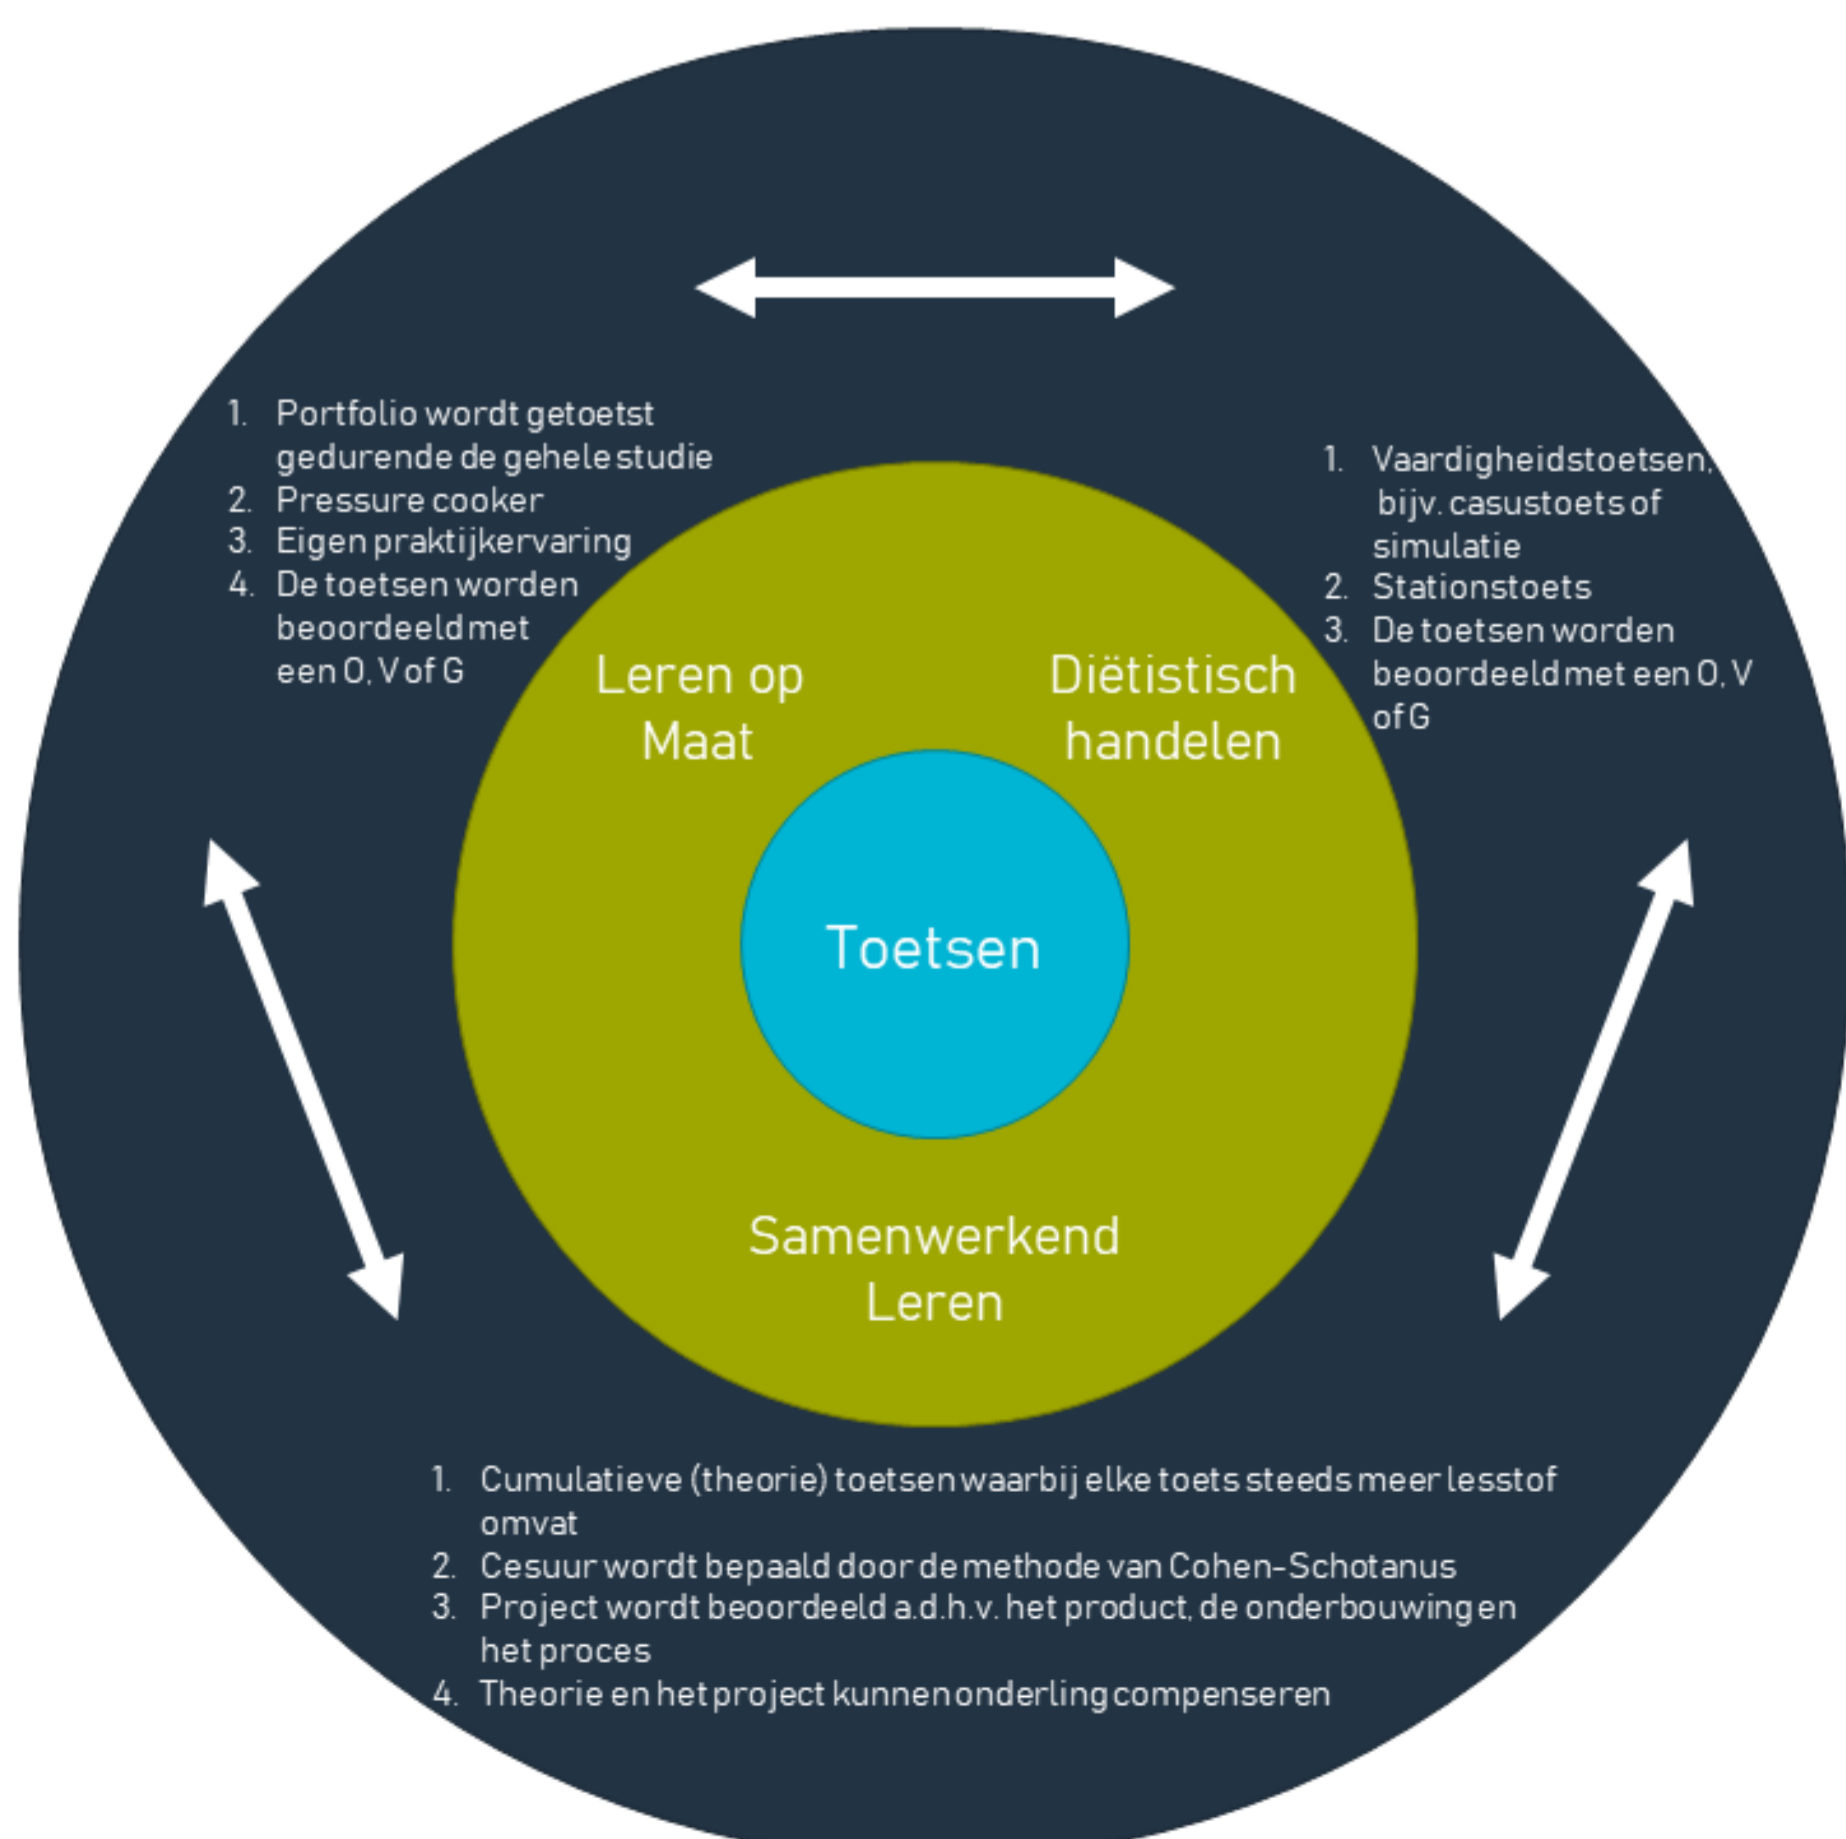 1. Portfolio wordt getoetst
gedurende de gehele studie
2. Pressure cooker
3. Eigen praktijkervaring
4. De toetsen worden
beoordeeld met
een O, V of G
1. Vaardigheidstoetsen,
bijv. casustoets of
simulatie
2. Stationstoets
3. De toetsen worden
beoordeeld met een O, V
of G
Leren op
Maat
Diëtistisch
handelen
Toetsen
Samenwerkend
Leren
1. Cumulatieve (theorie) toetsen waarbij elke toets steeds meer lesstof
omvat
2. Cesuur wordt bepaald door de methode van Cohen-Schotanus
3. Project wordt beoordeeld a.d.h.v. het product, de onderbouwing en
het proces
4. Theorie en het project kunnen onderling compenseren